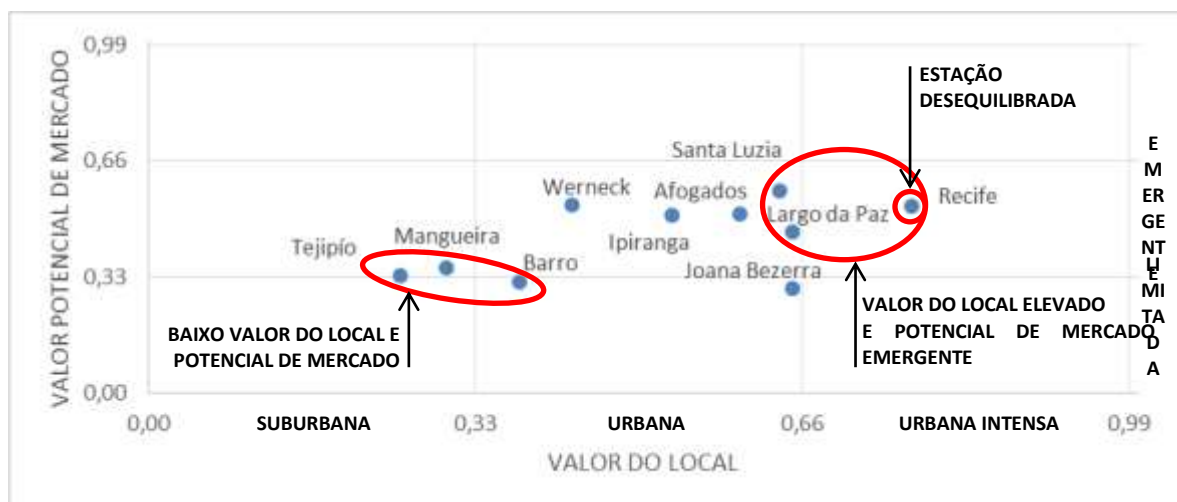 0,99
ESTAÇÃO
DESEQUILIBRADA
VALOR POTENCIAL DE MERCADO
0,66
Santa Luzia
Werneck
Afogados
Recife
Largo da Paz
Ipiranga
Mangueira
Tejipío
Barro
Joana Bezerra
0,33
BAIXO VALOR DO LOCAL E
POTENCIAL DE MERCADO
VALOR DO LOCAL ELEVADO
E POTENCIAL DE MERCADO
EMERGENTE
EMERGENTE
LIMITADA
0,00
0,00
SUBURBANA
0,33
URBANA
0,66
URBANA INTENSA
0,99
VALOR DO LOCAL